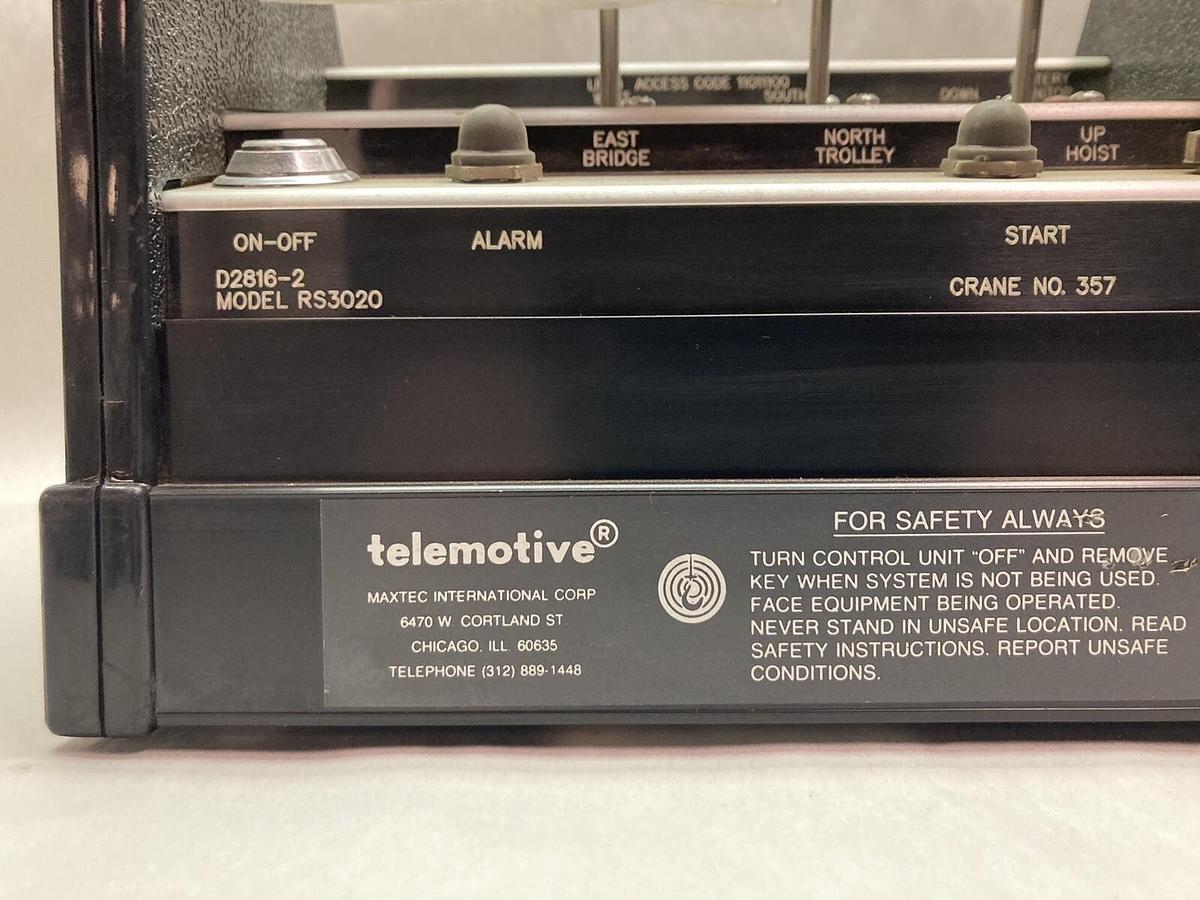 ACCESS CODE 11011100
SOUTH
DOWN
EAST
BRIDGE
NORTH
TROLLEY
UP
HOIST
ON-OFF
ALARM
START
D2816-2
MODEL RS3020
CRANE NO. 357
telemotive®
MAXTEC INTERNATIONAL CORP
6470 W. CORTLAND ST
CHICAGO. ILL 60635
TELEPHONE (312) 889-1448
FOR SAFETY ALWAYS
TURN CONTROL UNIT "OFF" AND REMOVE
KEY WHEN SYSTEM IS NOT BEING USED.
FACE EQUIPMENT BEING OPERATED.
NEVER STAND IN UNSAFE LOCATION. READ
SAFETY INSTRUCTIONS. REPORT UNSAFE
CONDITIONS.